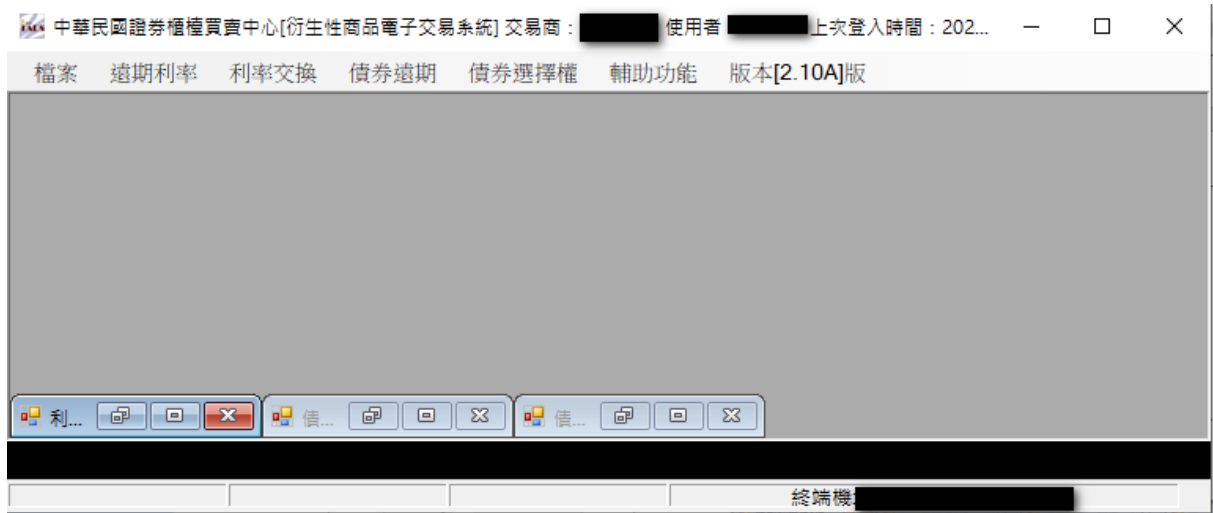 中華民國證券櫃檯買賣中心[衍生性商品電子交易系統] 交易商： 使用者 上次登入時間：202...
檔案 遠期利率 利率交換 債券遠期 債券選擇權 輔助功能 版本[2.10A]版
利... 債... 債...
終端機: